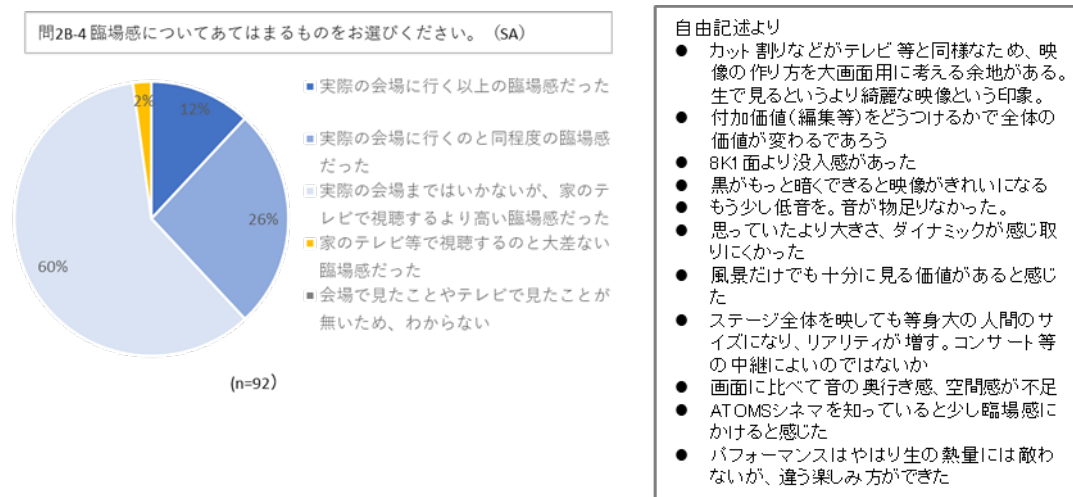 問2B-4 臨場感についてあてはまるものをお選びください。（SA）
2%
12%
26%
60%
■実際の会場に行く以上の臨場感だった
■実際の会場に行くのと同程度の臨場感
だった
■実際の会場まではいかないが、家のテ
レビで視聴するより高い臨場感だった
■家のテレビ等で視聴するのと大差ない
臨場感だった
■会場で見たことやテレビで見たことが
無いため、わからない
(n=92)
自由記述より
● カット割りなどがテレビ等と同様なため、映
像の作り方を大画面用に考える余地がある。
生で見るというより綺麗な映像という印象。
● 付加価値(編集等)をどうつけるかで全体の
価値が変わるであろう
● 8K1面より没入感があった
● 黒がもっと暗くできると映像がきれいになる
● もう少し低音を。音が物足りなかった。
● 思っていたより大きさ、ダイナミックが感じ取
りにくかった
● 風景だけでも十分に見る価値があると感じ
た
● ステージ全体を映しても等身大の人間のサ
イズになり、リアリティが増す。コンサート等
の中継によいのではないか
● 画面に比べて音の奥行き感、空間感が不足
● ATOMSシネマを知っていると少し臨場感に
かけると感じた
● パフォーマンスはやはり生の熱量には敵わ
ないが、違う楽しみ方ができた